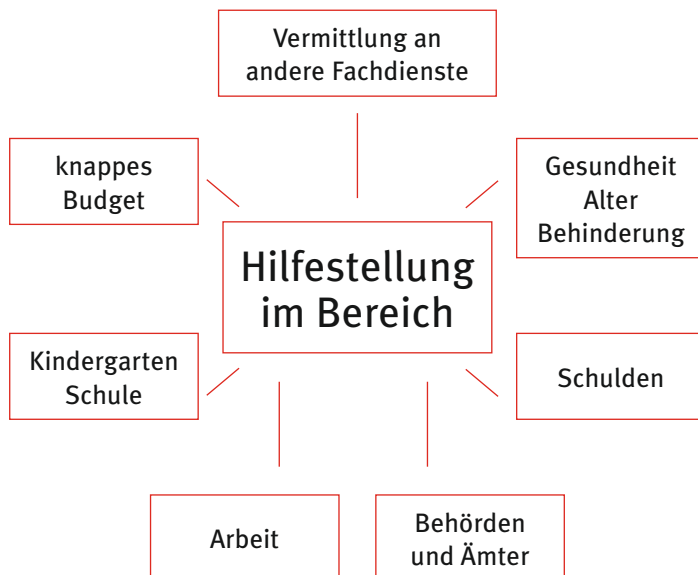 Vermittlung an
andere Fachdienste
knappes
Budget
Gesundheit
Alter
Behinderung
Hilfestellung
im Bereich
Kindergarten
Schule
Schulden
Arbeit
Behörden
und Ämter